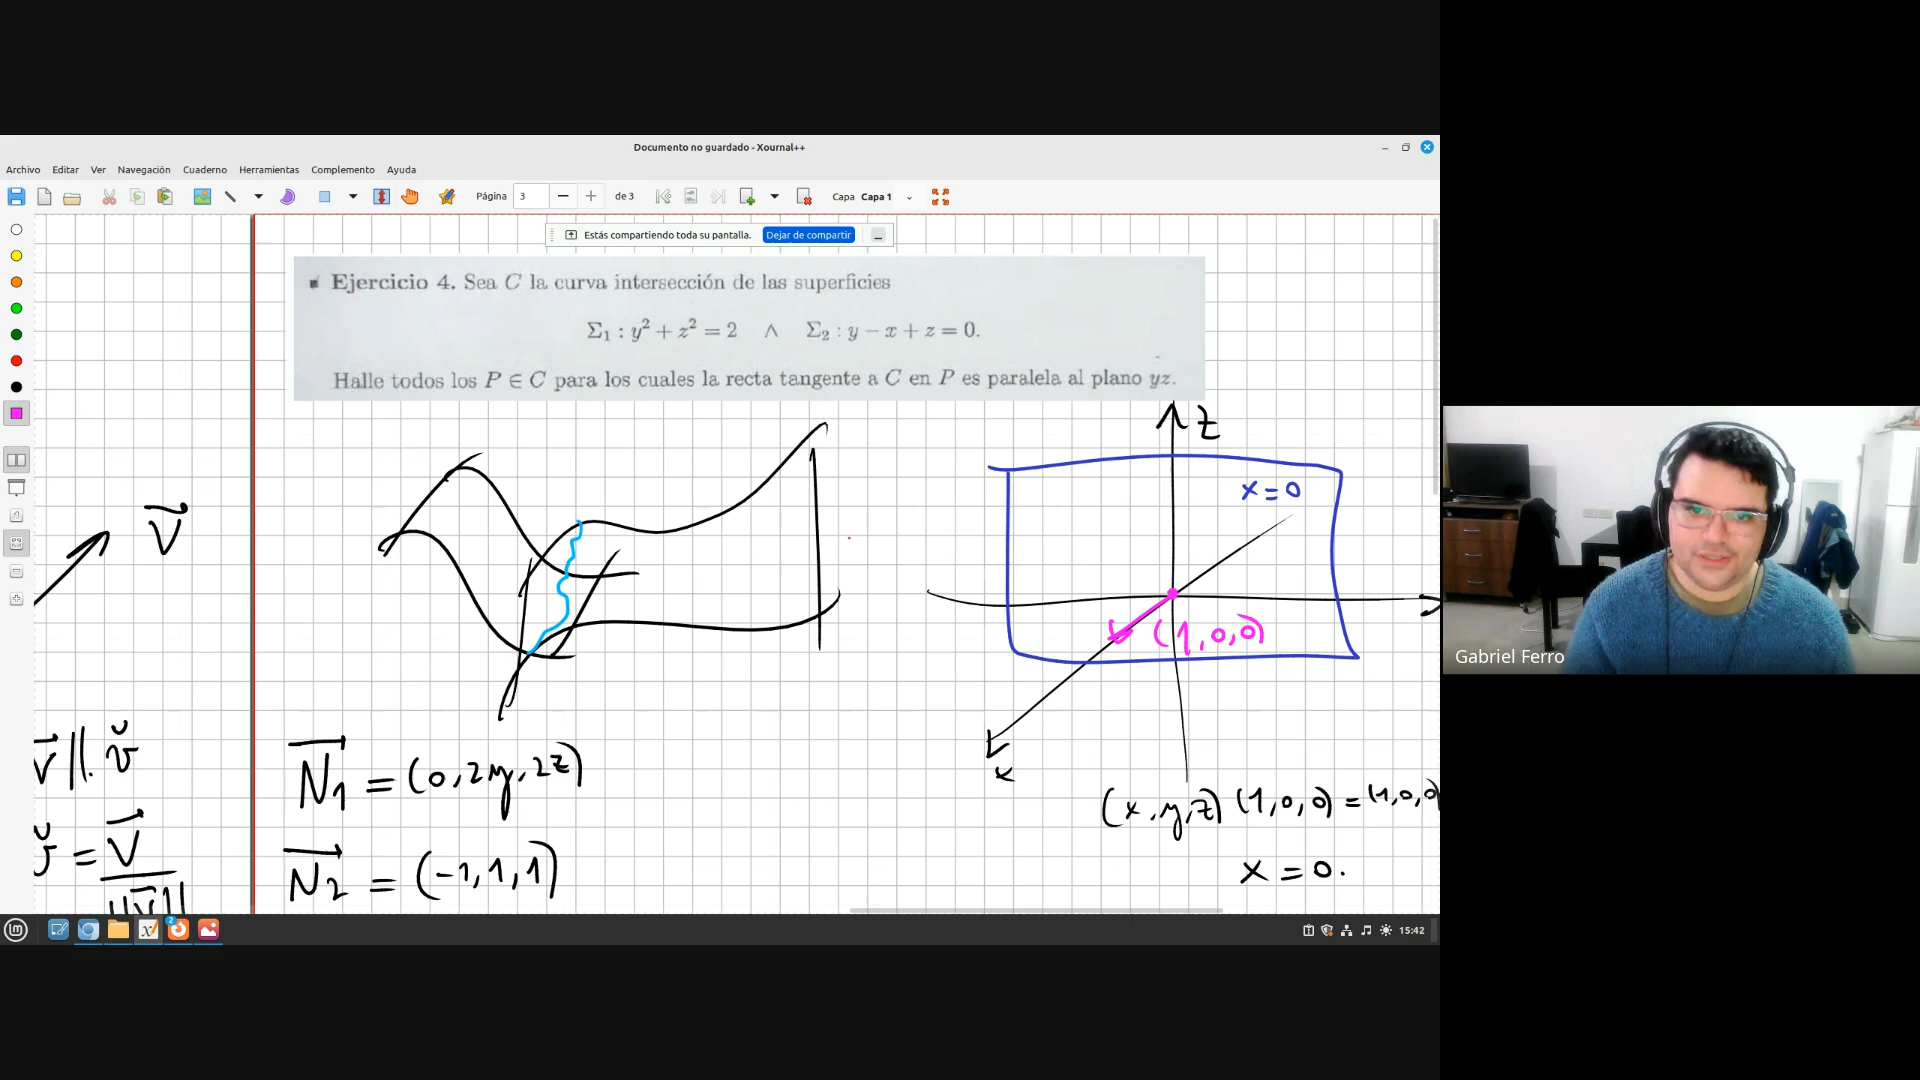 Documento no guardado - Xournal++
Archivo Editar Ver Navegación Cuaderno Herramientas Complemento Ayuda
Página 3 de 3 Capa Capa 1
Estás compartiendo toda su pantalla. Dejar de compartir
Ejercicio 4. Sea C la curva intersección de las superficies
Σ₁ : y² + z² = 2 ∧ Σ₂ : y − x + z = 0.
Halle todos los P ∈ C para los cuales la recta tangente a C en P es paralela al plano yz.
z
x = 0
V
(1,0,0)
x
N1 = (0, 2y, 2z)
(x,y,z)(1,0,0) = (1,0,0
N2 = (-1, 1, 1)
x = 0.
V || v
v = V
||V||
Gabriel Ferro
2
15:42